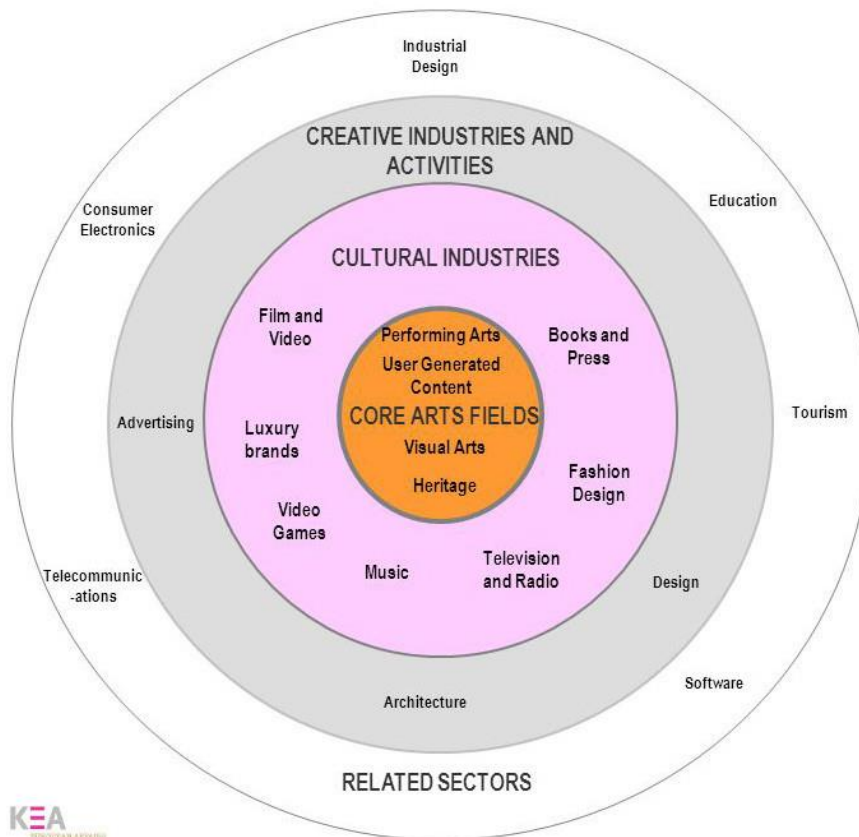 Industrial
Design
CREATIVE INDUSTRIES AND
ACTIVITIES
Education
Consumer
Electronics
CULTURAL INDUSTRIES
Film and
Video
Performing Arts
Books and
Press
User Generated
Content
CORE ARTS FIELDS
Tourism
Advertising
Luxury
brands
Visual Arts
Fashion
Design
Heritage
Video
Games
Music
Television
and Radio
Telecommunic
-ations
Design
Software
Architecture
RELATED SECTORS
KEA